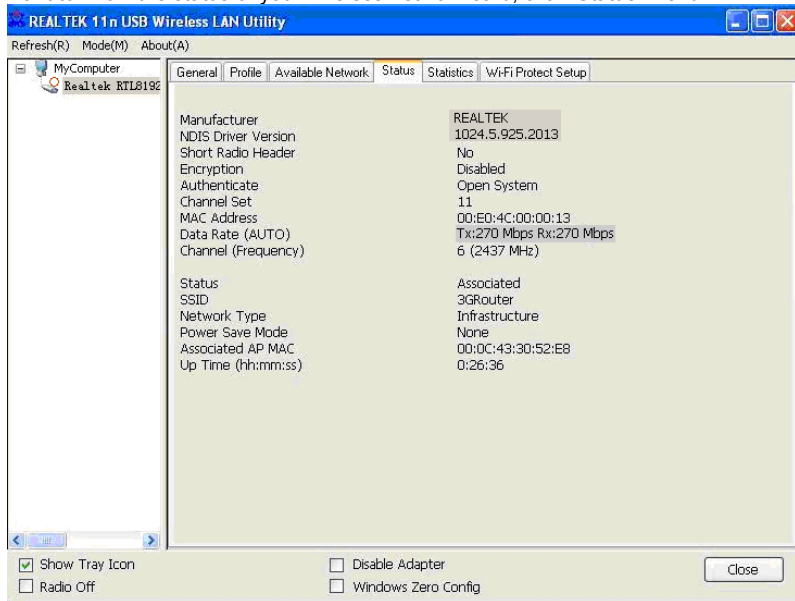 REALTEK 11n USB Wireless LAN Utility
Refresh(R) Mode(M) About(A)
MyComputer
Realtek RTL8192
General Profile Available Network Status Statistics Wi-Fi Protect Setup
Manufacturer REALTEK
NDIS Driver Version 1024.5.925.2013
Short Radio Header No
Encryption Disabled
Authenticate Open System
Channel Set 11
MAC Address 00:E0:4C:00:00:13
Data Rate (AUTO) Tx:270 Mbps Rx:270 Mbps
Channel (Frequency) 6 (2437 MHz)
Status Associated
SSID 3GRouter
Network Type Infrastructure
Power Save Mode None
Associated AP MAC 00:0C:43:30:52:E8
Up Time (hh:mm:ss) 0:26:36
Show Tray Icon Disable Adapter
Radio Off Windows Zero Config
Close